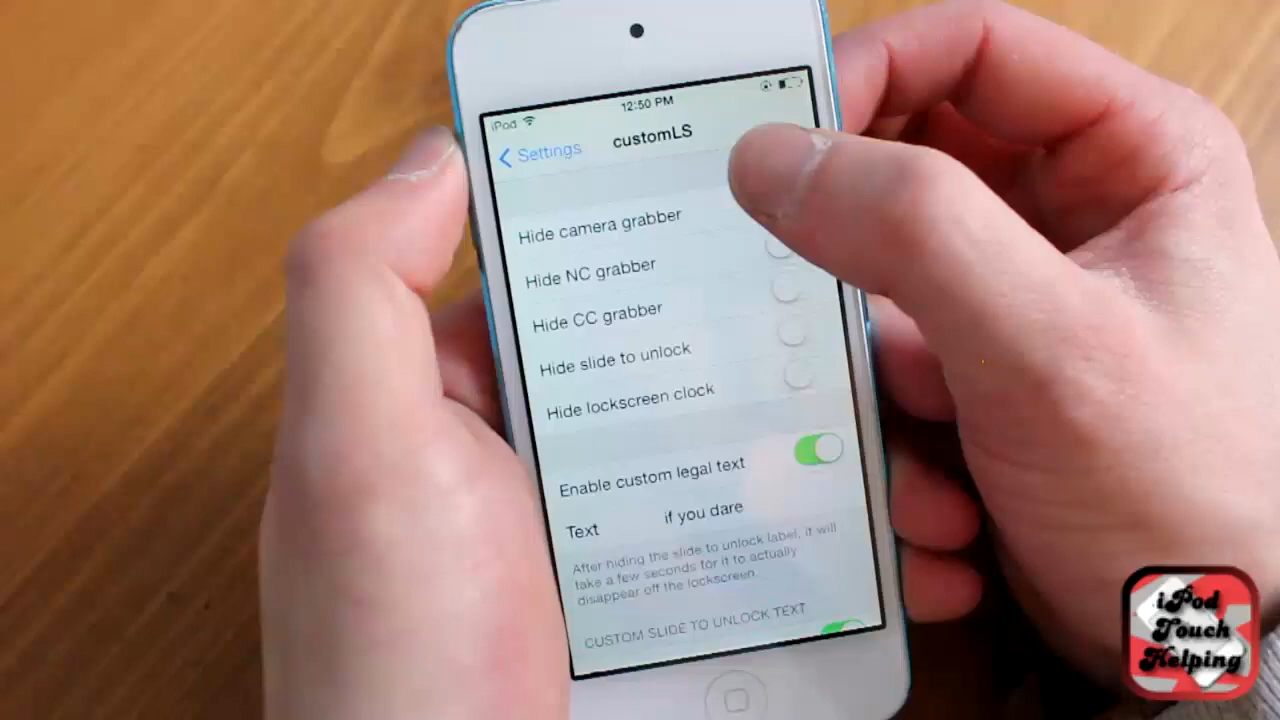 iPod
12:50 PM
Settings
customLS
Hide camera grabber
Hide NC grabber
Hide CC grabber
Hide slide to unlock
Hide lockscreen clock
Enable custom legal text
Text if you dare
After hiding the slide to unlock label, it will
take a few seconds for it to actually
disappear off the lockscreen.
CUSTOM SLIDE TO UNLOCK TEXT
iPod
Touch
Helping